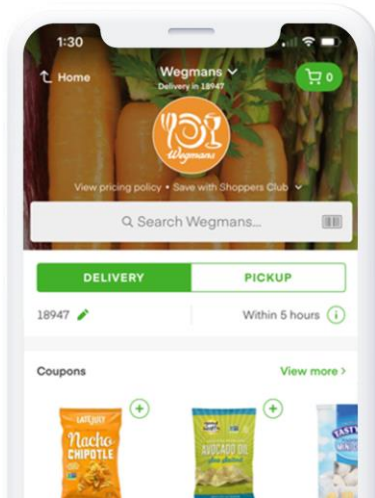 1:30
Home
Wegmans
0
Delivery in 18947
Wegmans
View pricing policy • Save with Shoppers Club
Search Wegmans...
DELIVERY
PICKUP
18947
Within 5 hours
Coupons
View more >
LATE JULY
Nacho
CHIPOTLE
AVOCADO OIL